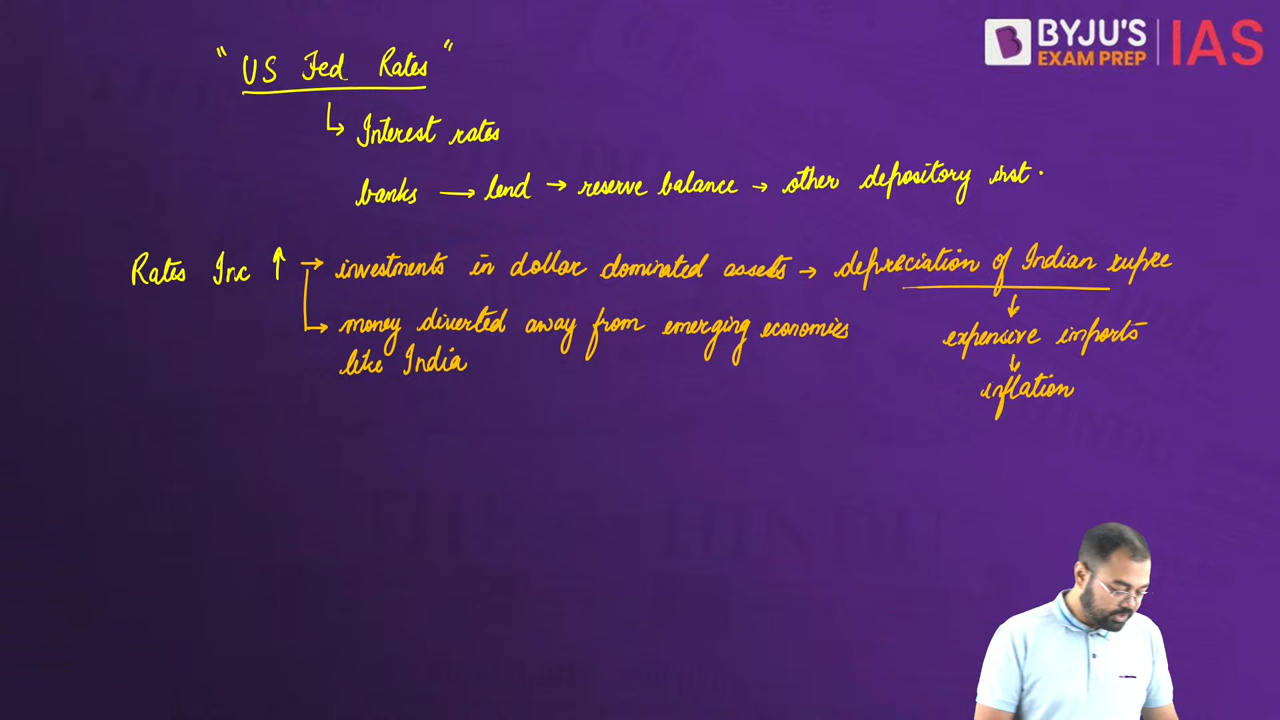 BYJU'S
EXAM PREP
IAS
" US Fed Rates "
↳ Interest rates
banks → lend → reserve balance → other depository inst.
Rates Inc ↑ → investments in dollar dominated assets → depreciation of Indian rupee
↓
↳ money diverted away from emerging economies
like India
expensive imports
↓
inflation